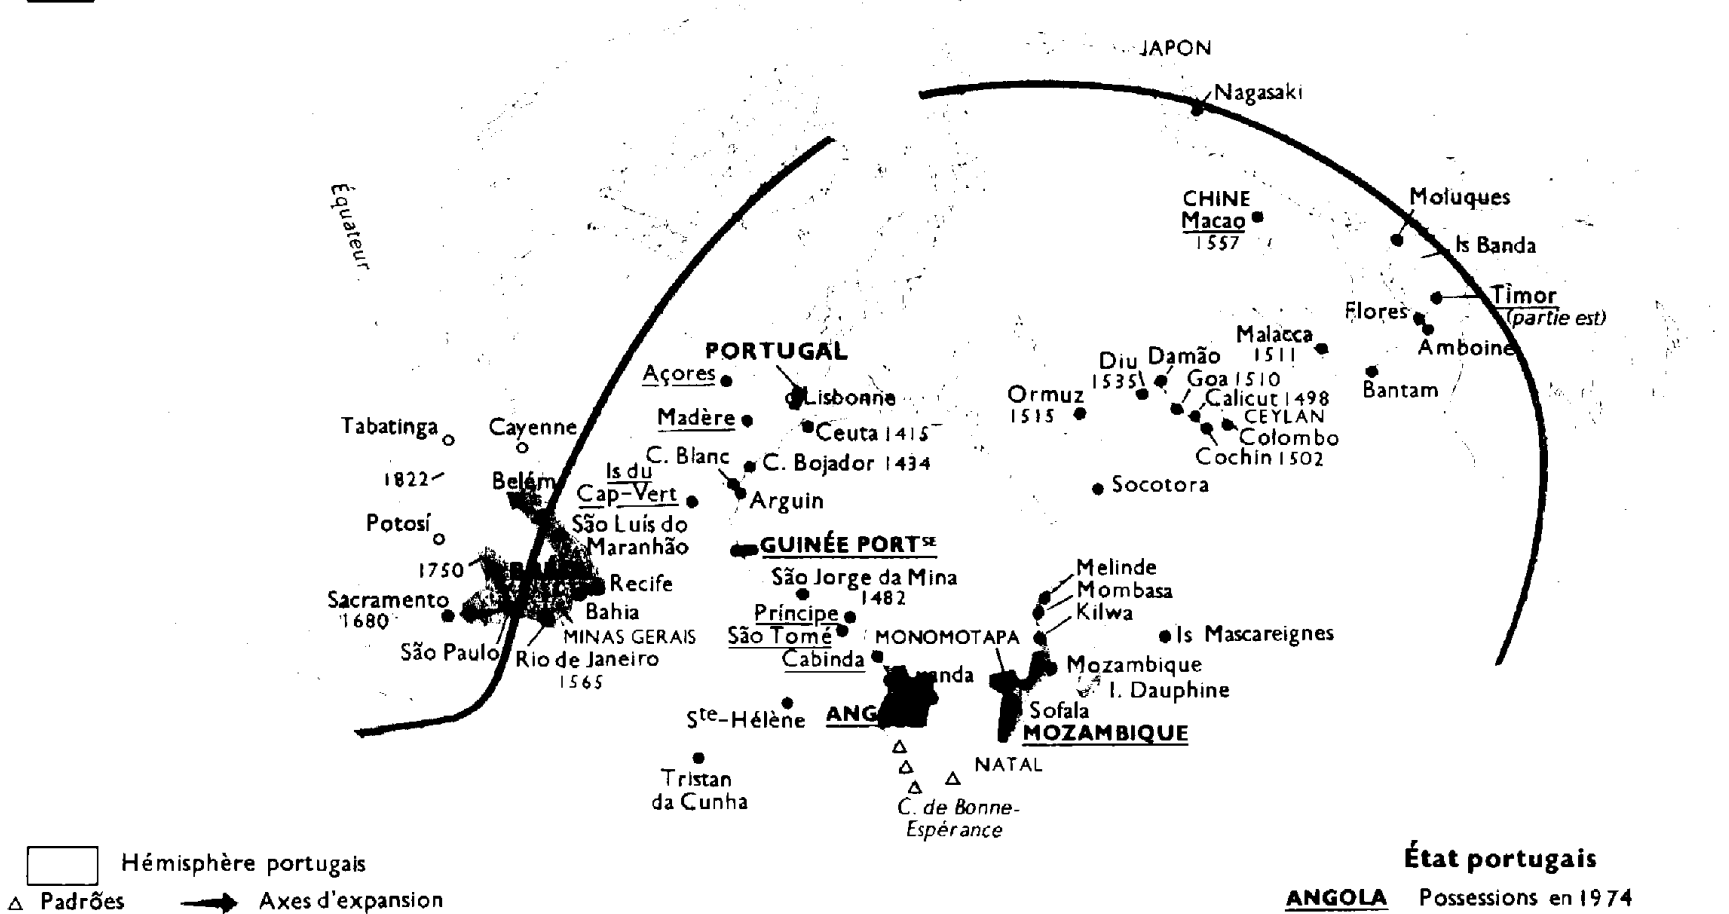 JAPON
Nagasaki
Équateur
CHINE
Macao
1557
Moluques
Is Banda
Timor
(partie est)
Flores
Amboine
Malacca
1511
Bantam
Diu
1535
Damão
Goa 1510
Calicut 1498
CEYLAN
Colombo
Cochin 1502
Ormuz
1515
Socotora
PORTUGAL
Açores
Lisbonne
Madère
Ceuta 1415
C. Blanc
C. Bojador 1434
Is du
Cap-Vert
Arguin
Tabatinga
Cayenne
1822
Belém
São Luís do
Maranhão
Potosí
1750
Recife
Sacramento
1680
Bahia
MINAS GERAIS
São Paulo
Rio de Janeiro
1565
GUINÉE PORTSE
São Jorge da Mina
1482
Príncipe
São Tomé
Cabinda
MONOMOTAPA
Melinde
Mombasa
Kilwa
Is Mascareignes
Mozambique
I. Dauphine
Sofala
MOZAMBIQUE
Ste-Hélène
ANG
NATAL
Tristan
da Cunha
C. de Bonne-
Espérance
Hémisphère portugais
Padrões
Axes d'expansion
État portugais
ANGOLA Possessions en 1974